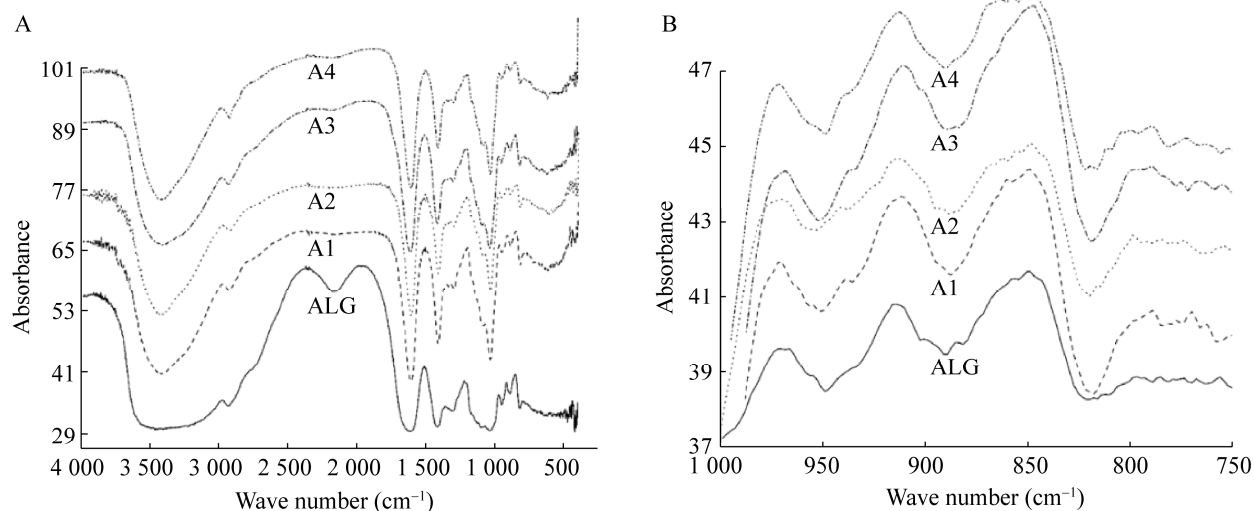 A
Absorbance
101
89
77
65
53
41
29
A4
A3
A2
A1
ALG
4 000 3 500 3 000 2 500 2 000 1 500 1 000 500
Wave number (cm⁻¹)
B
Absorbance
47
45
43
41
39
37
A4
A3
A2
A1
ALG
1 000 950 900 850 800 750
Wave number (cm⁻¹)